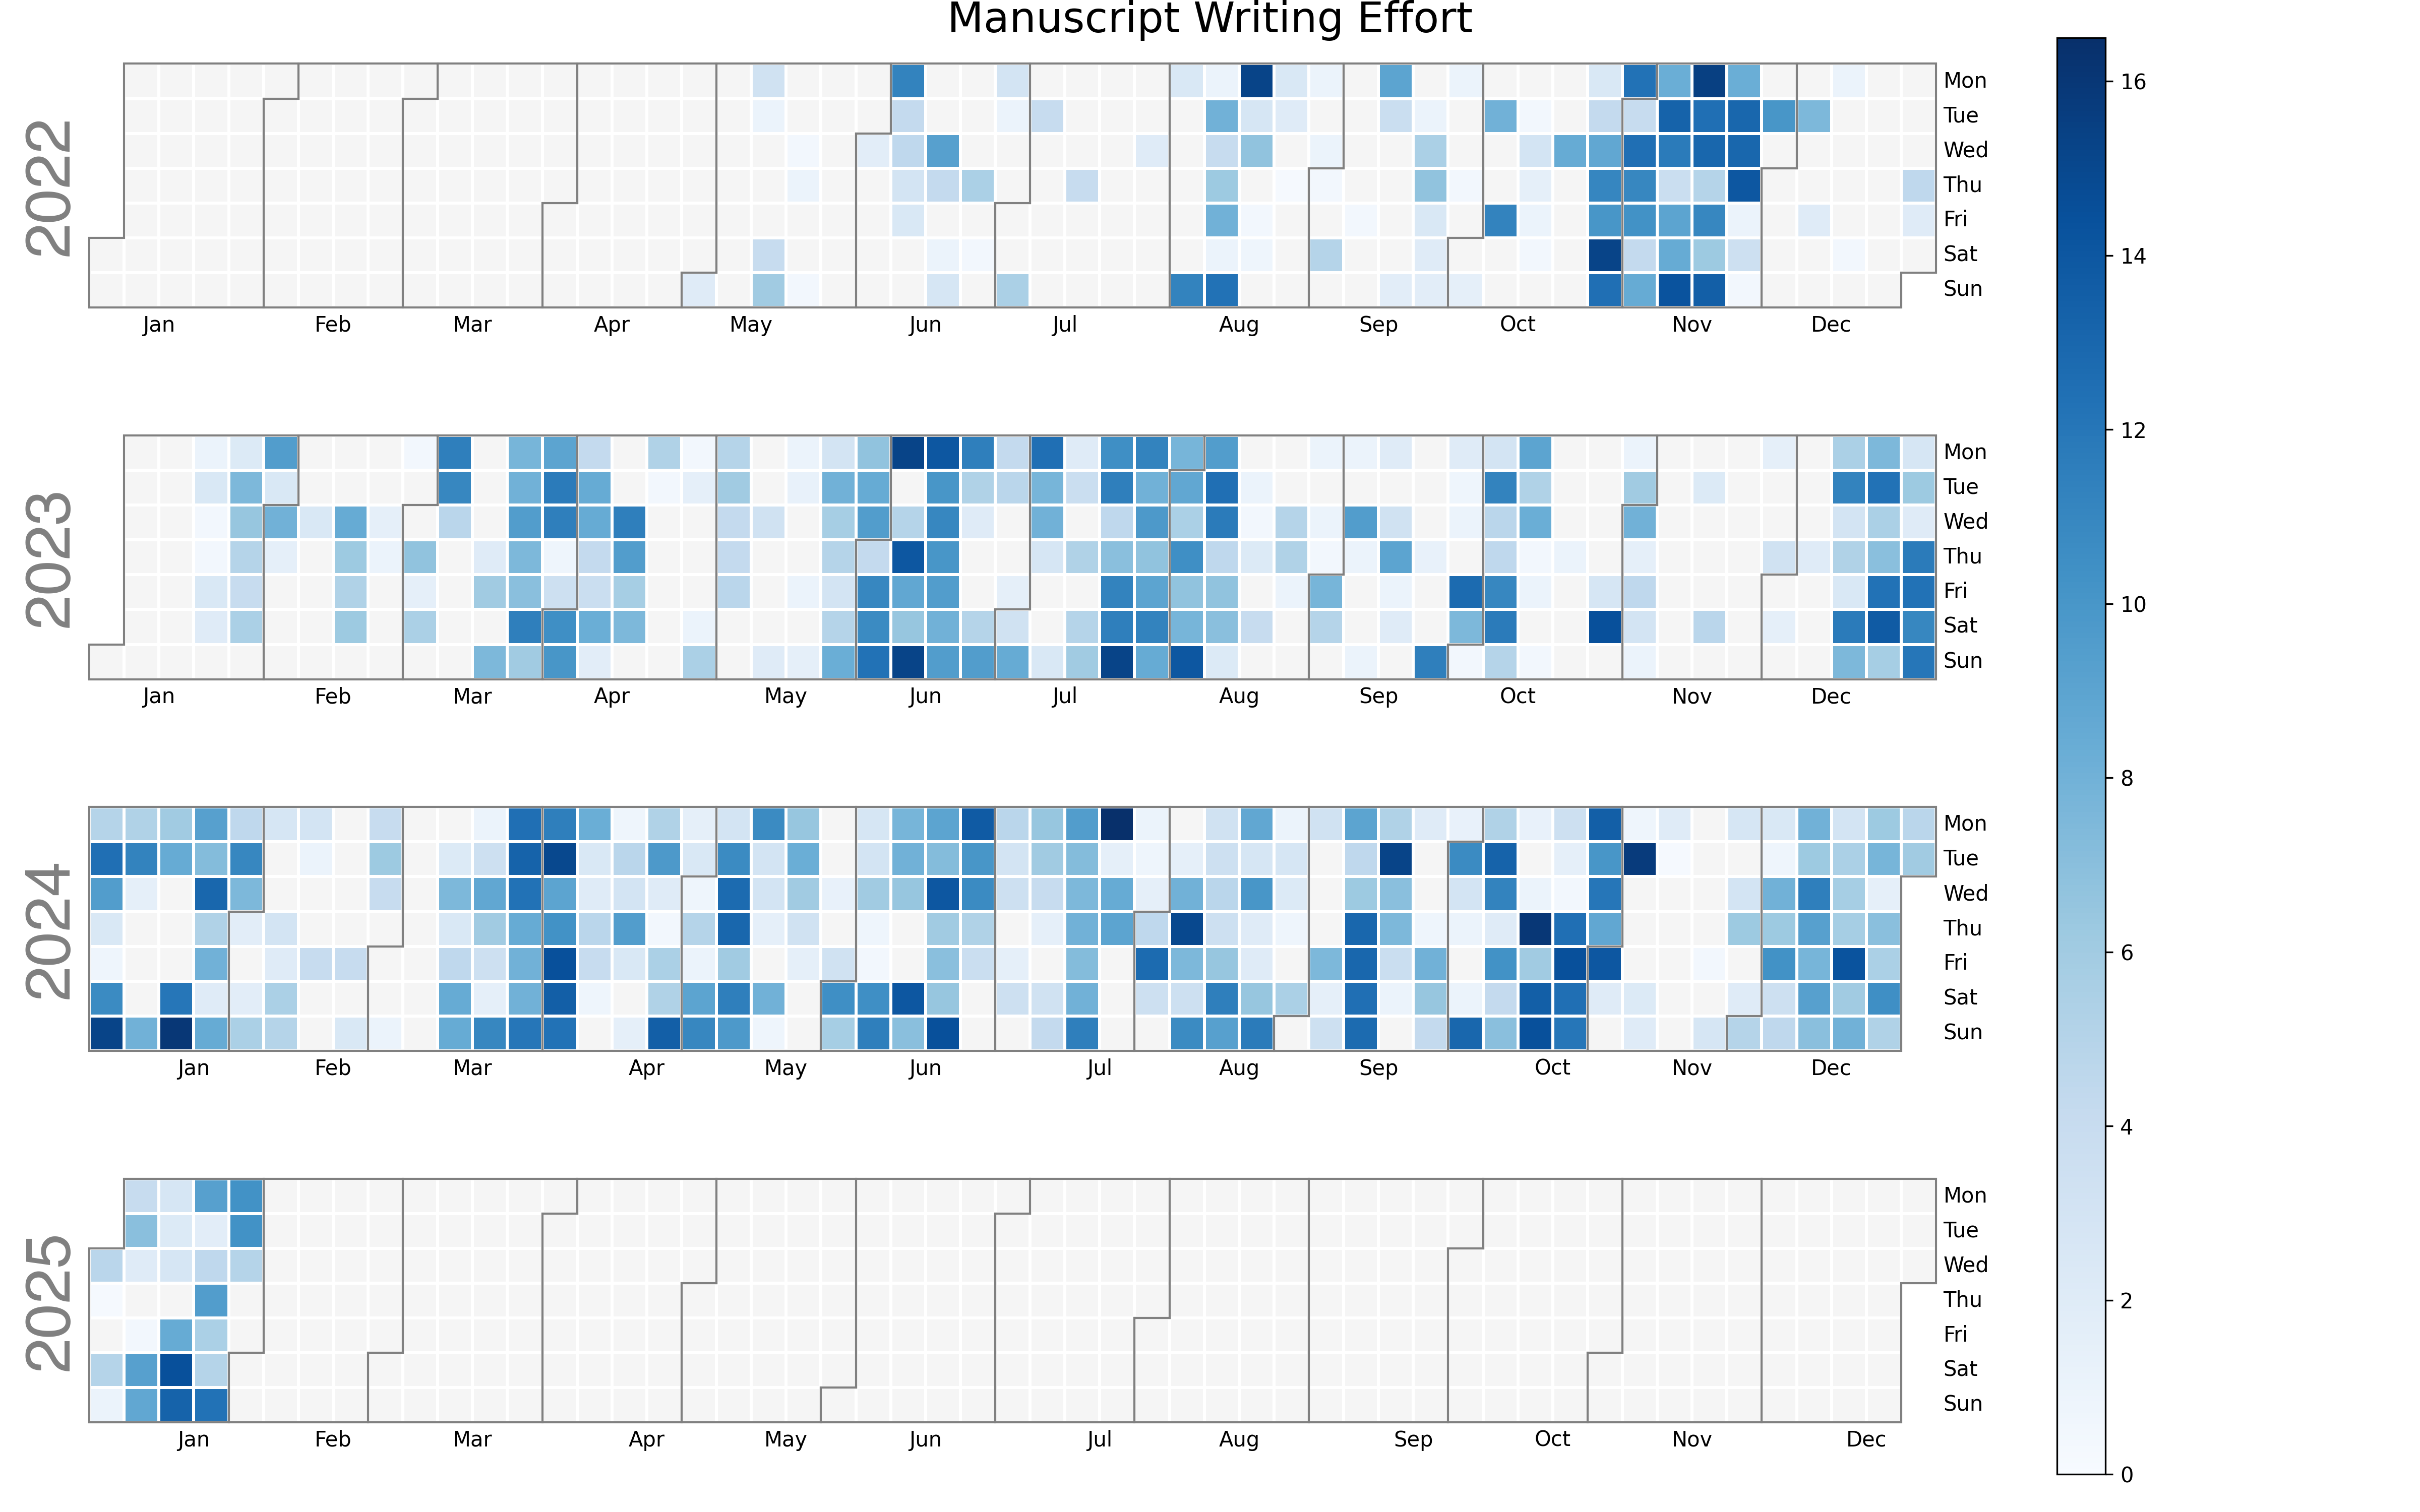 Manuscript Writing Effort
2022
Mon
Tue
Wed
Thu
Fri
Sat
Sun
Jan Feb Mar Apr May Jun Jul Aug Sep Oct Nov Dec
2023
Mon
Tue
Wed
Thu
Fri
Sat
Sun
Jan Feb Mar Apr May Jun Jul Aug Sep Oct Nov Dec
2024
Mon
Tue
Wed
Thu
Fri
Sat
Sun
Jan Feb Mar Apr May Jun Jul Aug Sep Oct Nov Dec
2025
Mon
Tue
Wed
Thu
Fri
Sat
Sun
Jan Feb Mar Apr May Jun Jul Aug Sep Oct Nov Dec
16
14
12
10
8
6
4
2
0